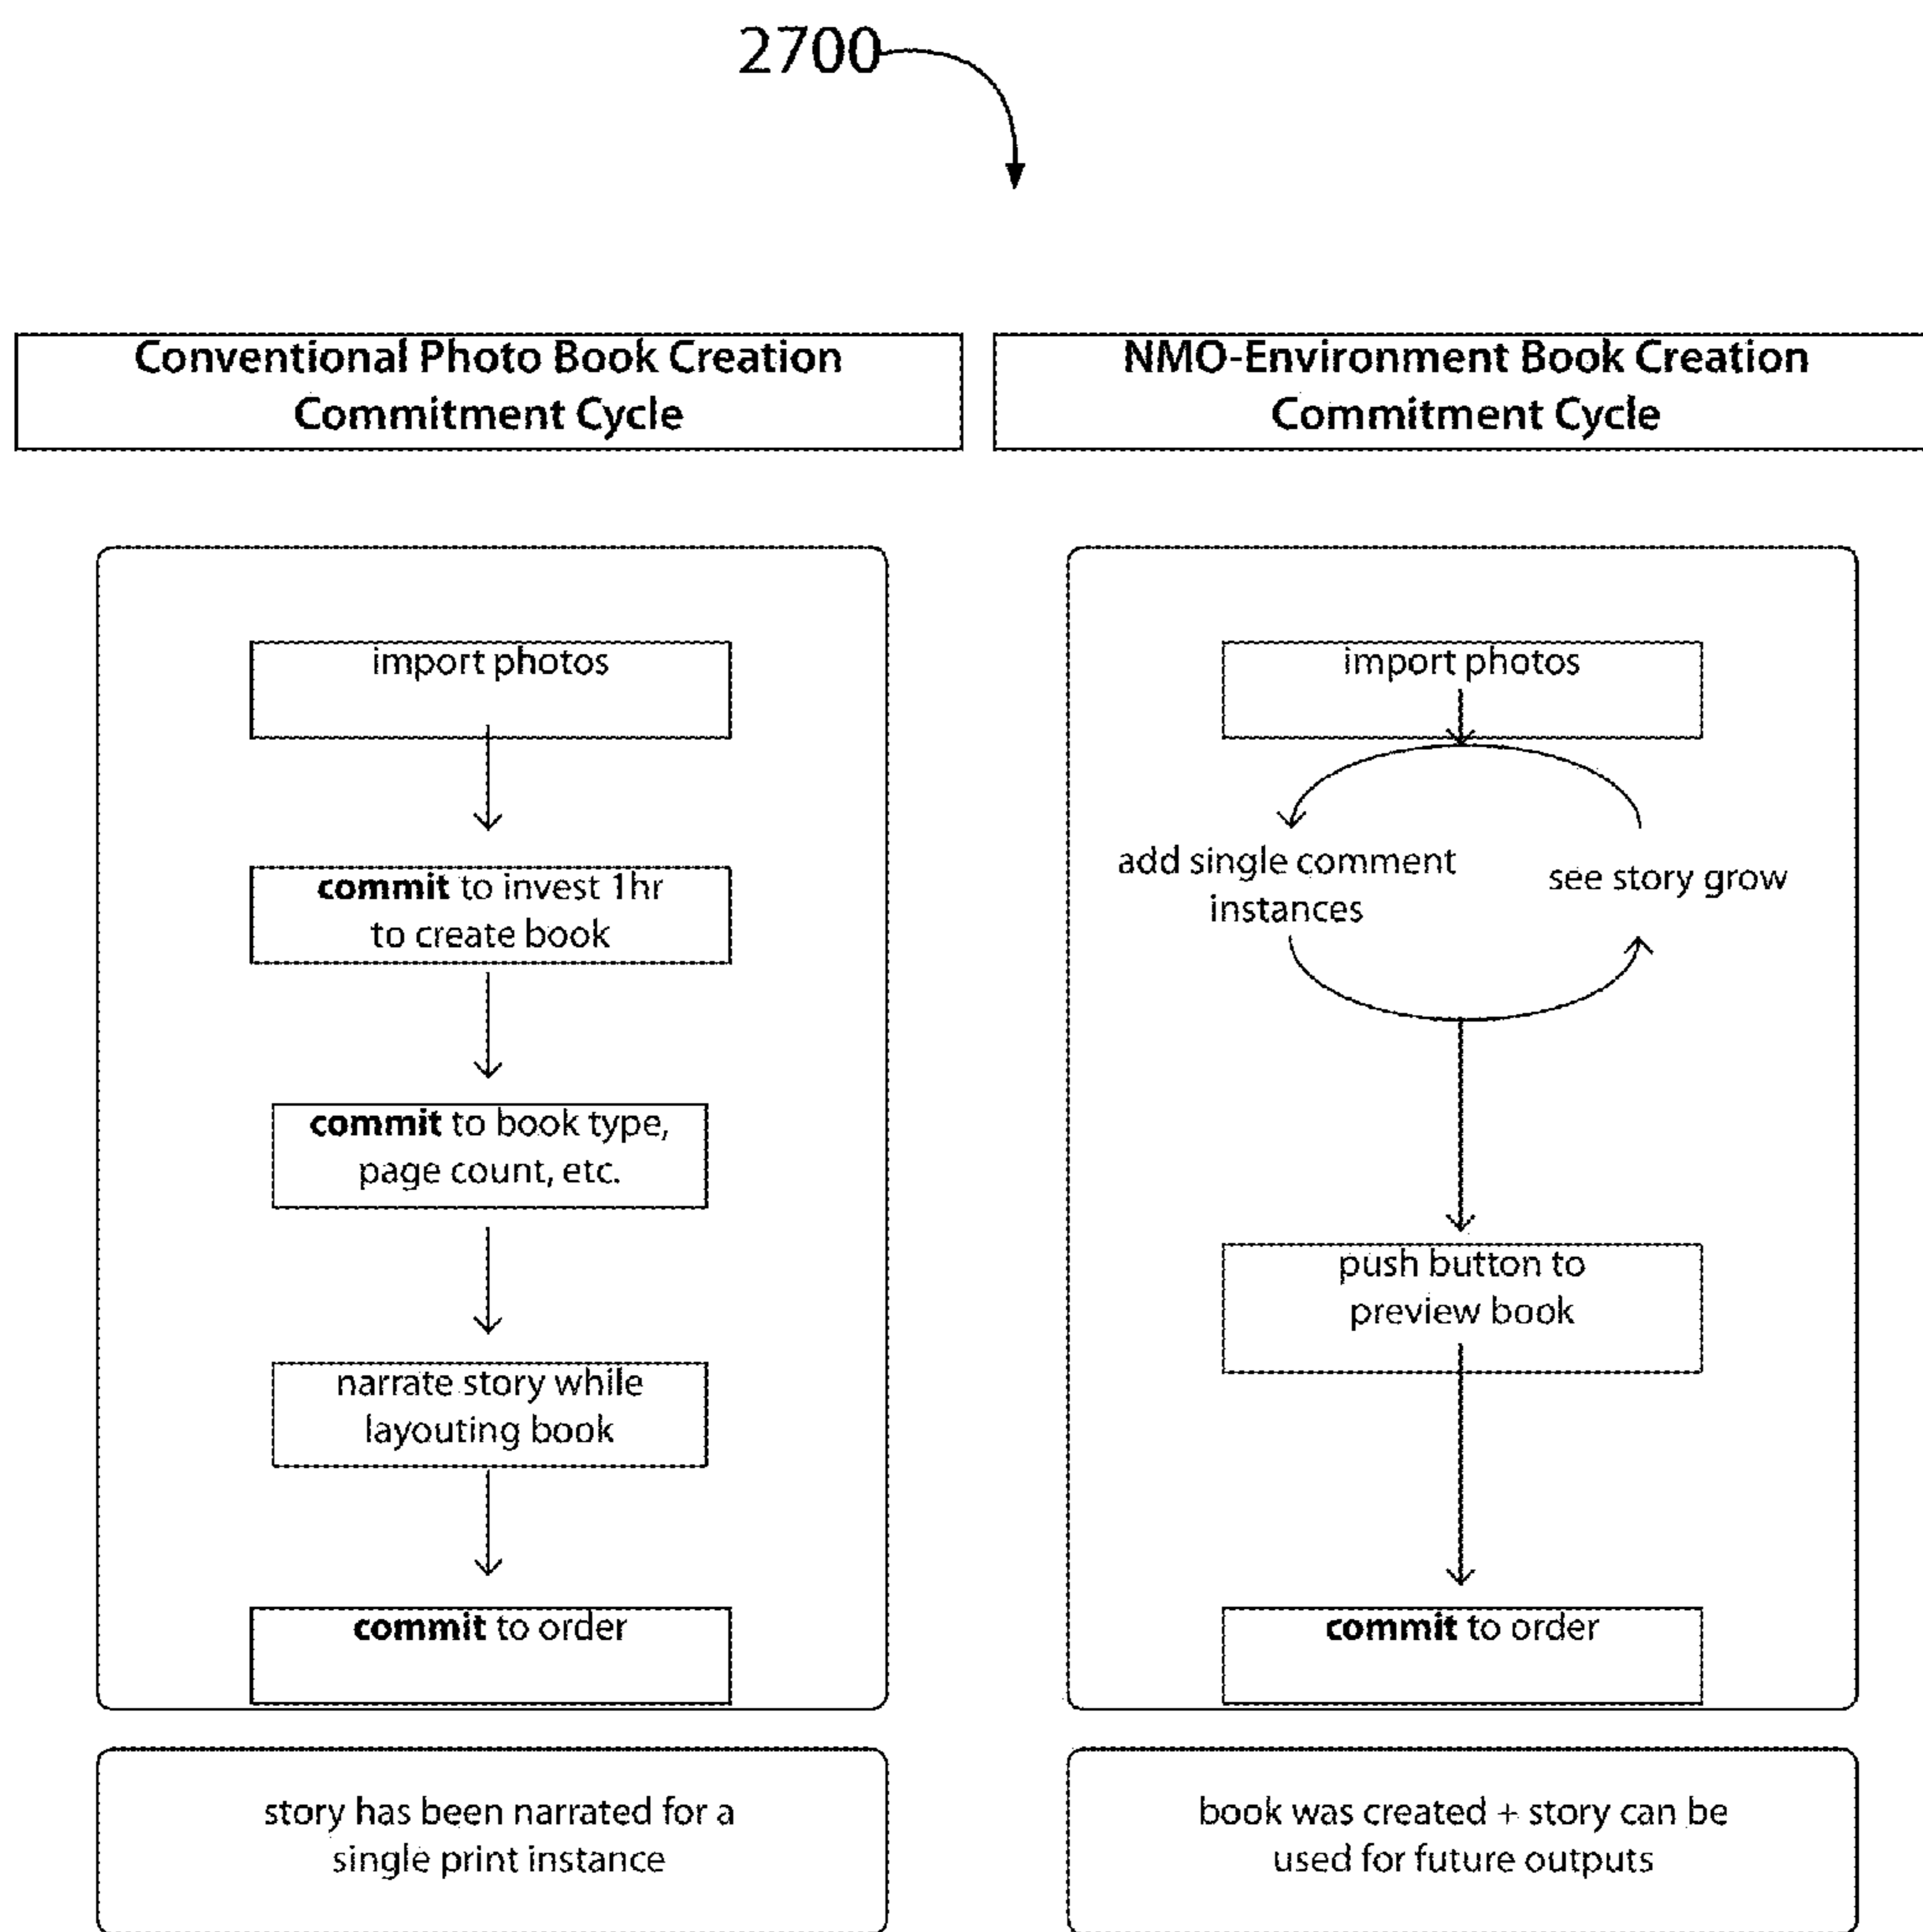 2700
Conventional Photo Book Creation
Commitment Cycle
import photos
commit to invest 1hr
to create book
commit to book type,
page count, etc.
narrate story while
layouting book
commit to order
story has been narrated for a
single print instance
NMO-Environment Book Creation
Commitment Cycle
import photos
add single comment
instances
see story grow
push button to
preview book
commit to order
book was created + story can be
used for future outputs